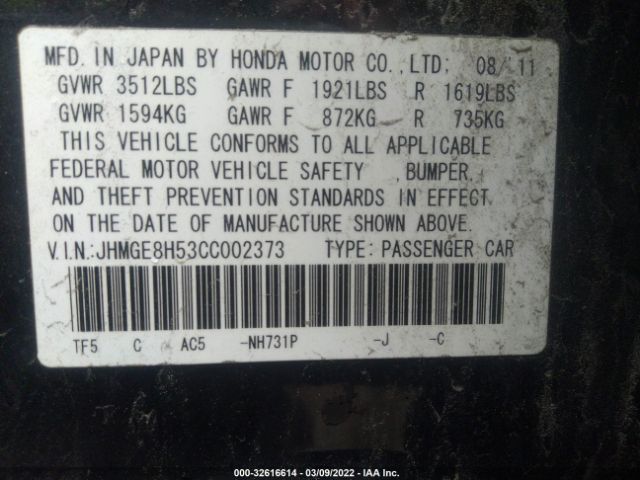 MFD. IN JAPAN BY HONDA MOTOR CO.,LTD: 08/11
GVWR 3512LBS GAWR F 1921LBS R 1619LBS
GVWR 1594KG GAWR F 872KG R 735KG
THIS VEHICLE CONFORMS TO ALL APPLICABLE
FEDERAL MOTOR VEHICLE SAFETY ,BUMPER,
AND THEFT PREVENTION STANDARDS IN EFFECT
ON THE DATE OF MANUFACTURE SHOWN ABOVE.
V.I.N.:JHMGE8H53CC002373 TYPE: PASSENGER CAR
TF5 C AC5 -NH731P -J -C
000-32616614 - 03/09/2022 - IAA Inc.